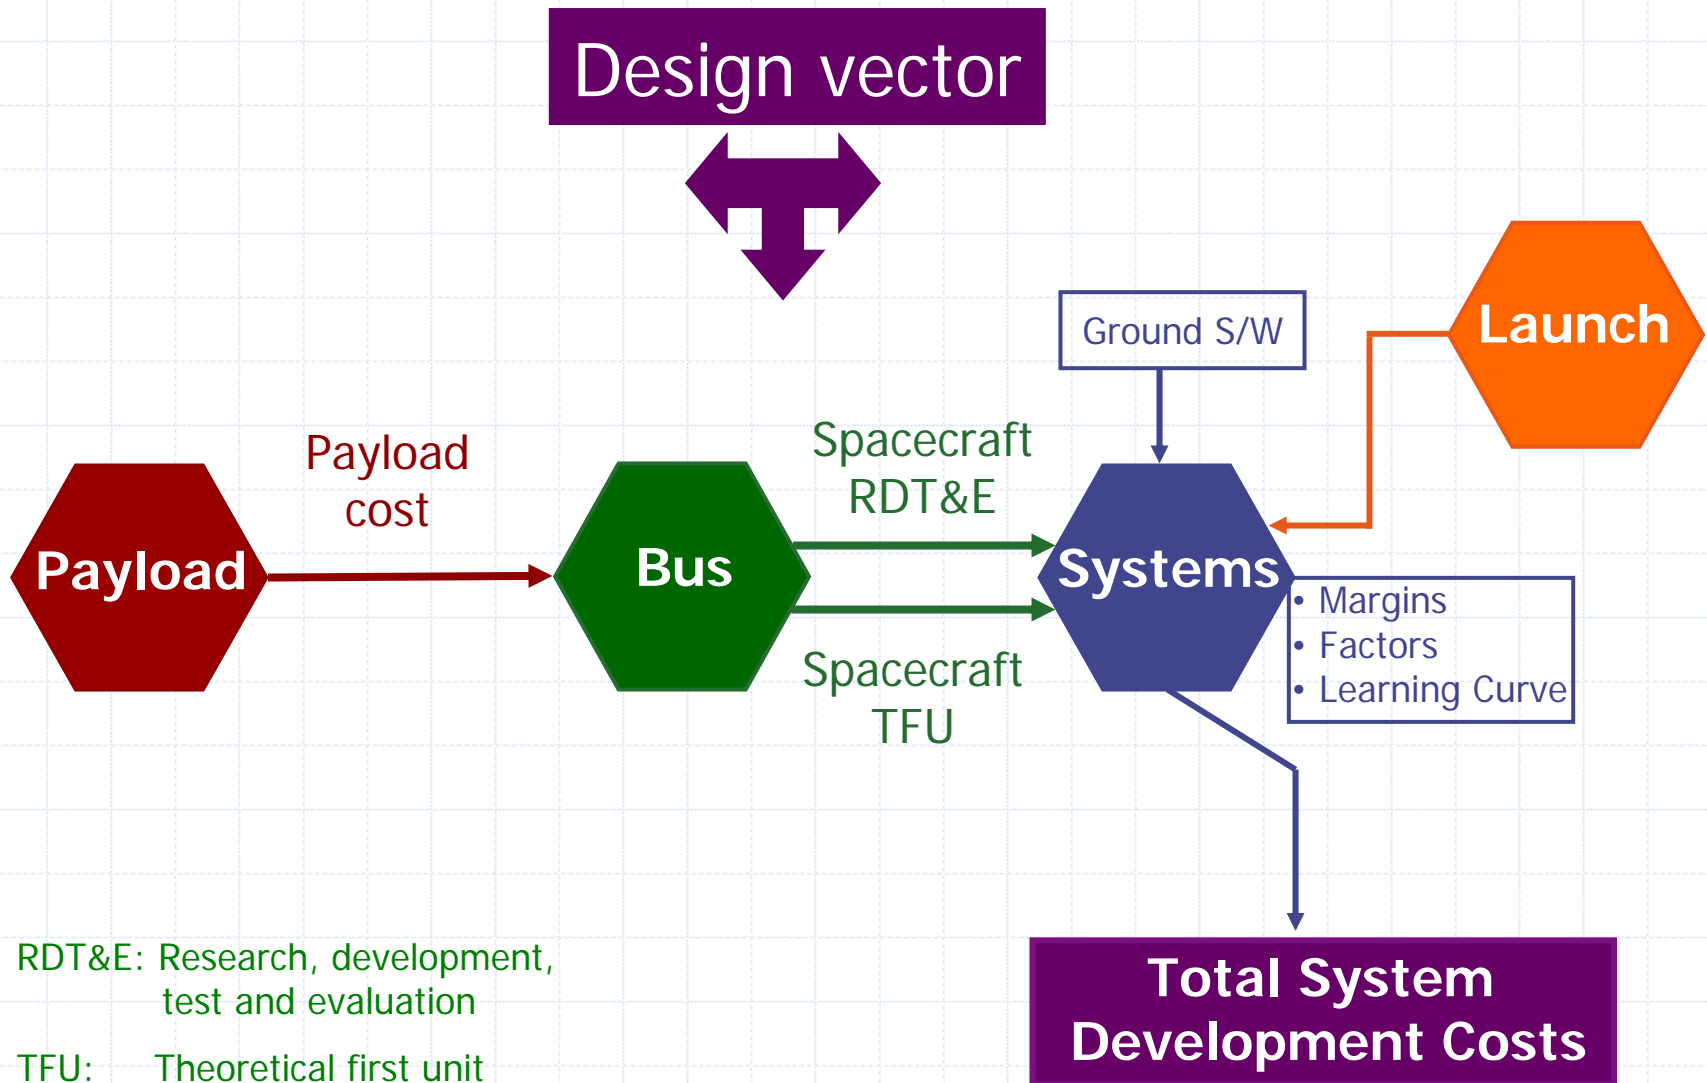 Design vector
Ground S/W
Launch
Payload
cost
Spacecraft
RDT&E
Payload
Bus
Systems
• Margins
• Factors
• Learning Curve
Spacecraft
TFU
RDT&E: Research, development,
test and evaluation
TFU: Theoretical first unit
Total System
Development Costs